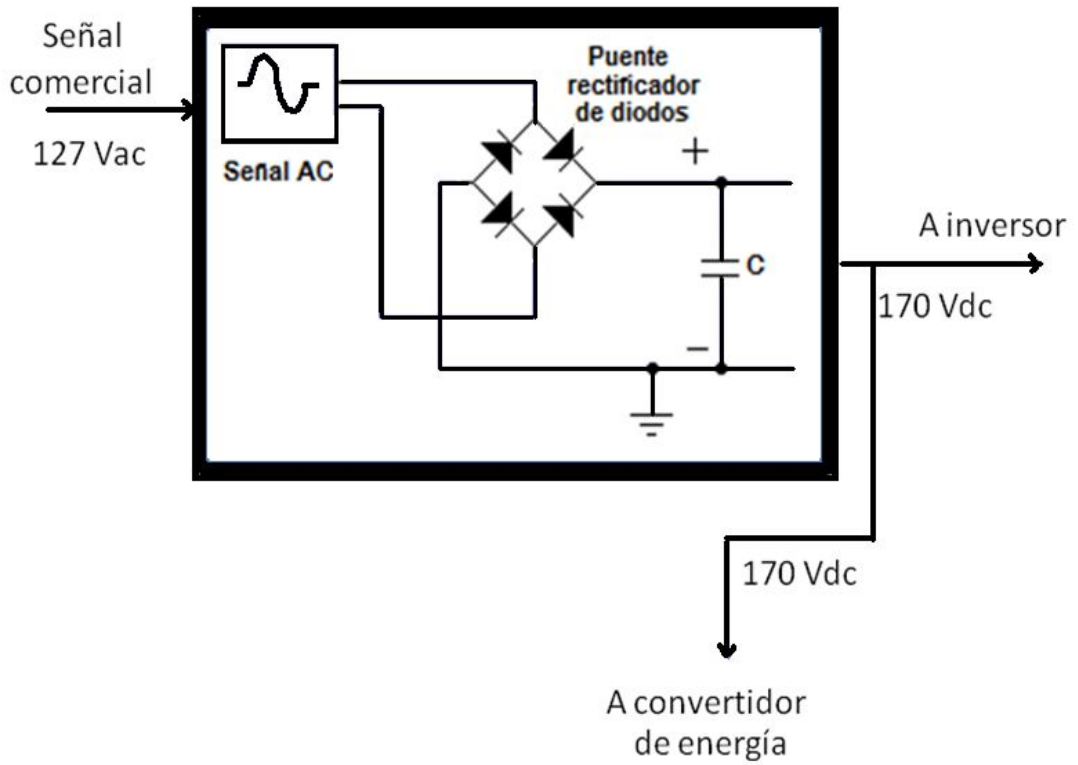 Señal
comercial
127 Vac
Señal AC
Puente
rectificador
de diodos
+
C
–
A inversor
170 Vdc
170 Vdc
A convertidor
de energía